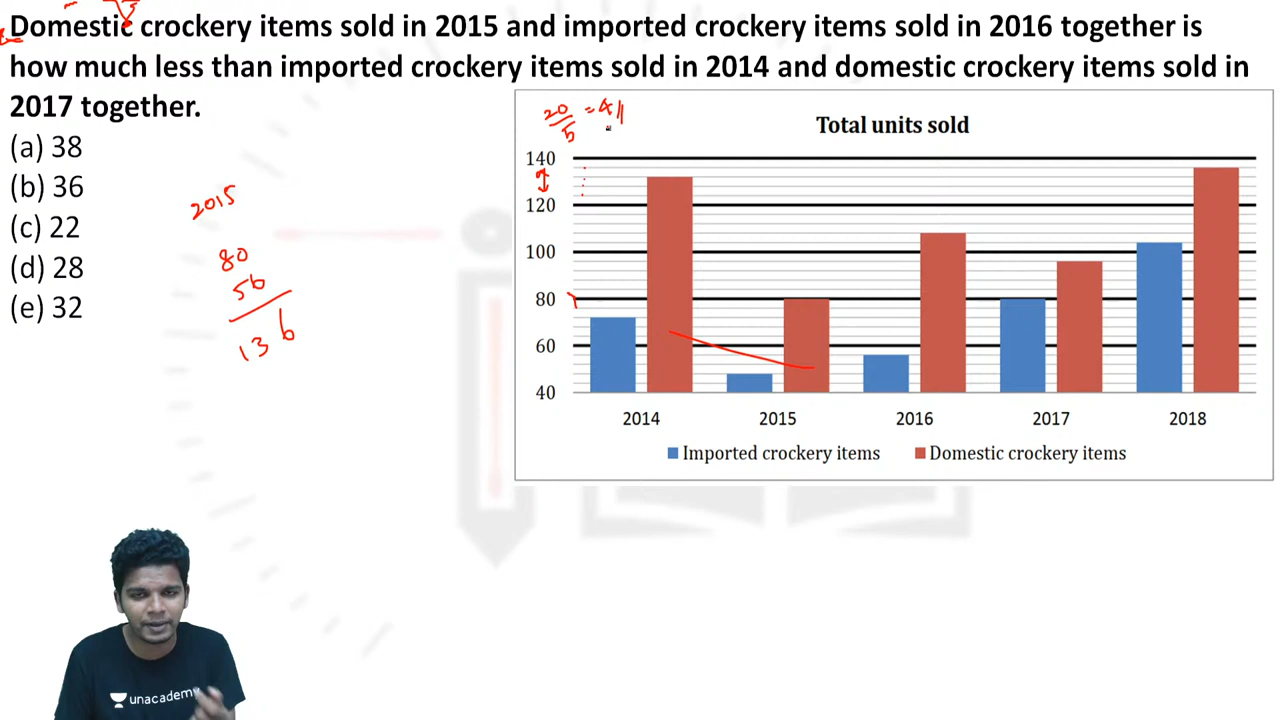 Domestic crockery items sold in 2015 and imported crockery items sold in 2016 together is
how much less than imported crockery items sold in 2014 and domestic crockery items sold in
2017 together.
(a) 38
(b) 36
(c) 22
(d) 28
(e) 32
2015
80
56
136
20/5 = 4
Total units sold
140
120
100
80
60
40
2014 2015 2016 2017 2018
Imported crockery items Domestic crockery items
unacademy